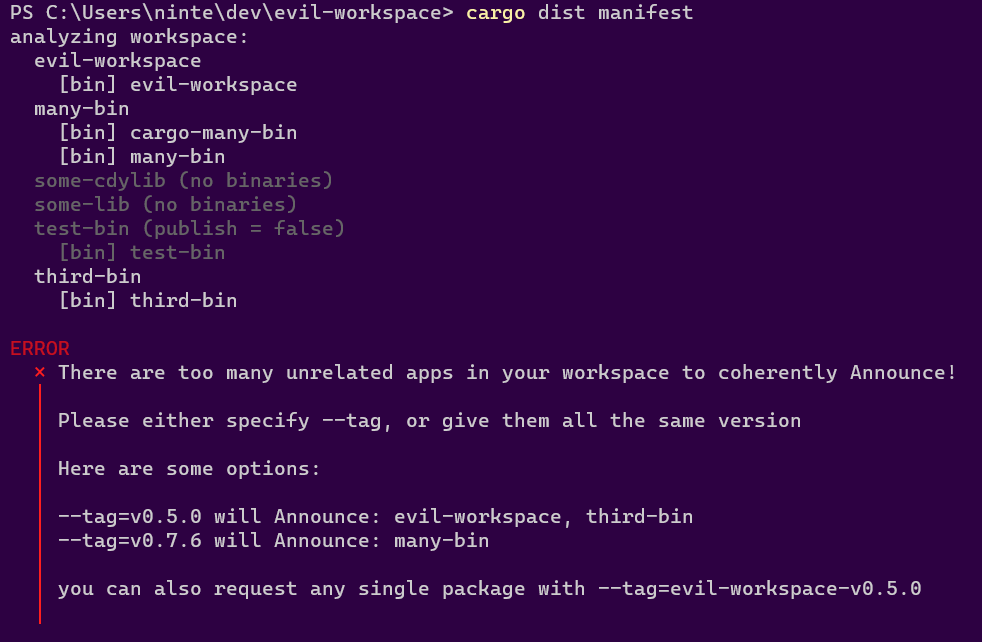 PS C:\Users\ninte\dev\evil-workspace> cargo dist manifest
analyzing workspace:
  evil-workspace
    [bin] evil-workspace
  many-bin
    [bin] cargo-many-bin
    [bin] many-bin
  some-cdylib (no binaries)
  some-lib (no binaries)
  test-bin (publish = false)
    [bin] test-bin
  third-bin
    [bin] third-bin

ERROR
  × There are too many unrelated apps in your workspace to coherently Announce!
    Please either specify --tag, or give them all the same version
    Here are some options:
    --tag=v0.5.0 will Announce: evil-workspace, third-bin
    --tag=v0.7.6 will Announce: many-bin
    you can also request any single package with --tag=evil-workspace-v0.5.0